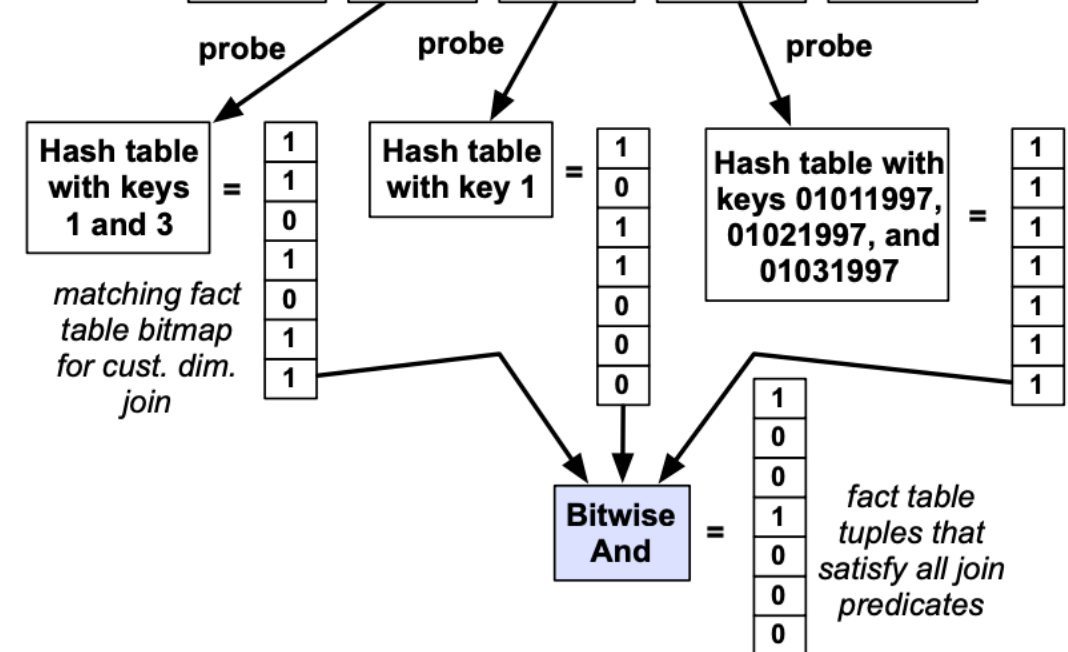 probe
probe
probe
Hash table
with keys
1 and 3
=
1
1
0
1
0
1
1
matching fact
table bitmap
for cust. dim.
join
Hash table
with key 1
=
1
0
1
1
0
0
0
Hash table with
keys 01011997,
01021997, and
01031997
=
1
1
1
1
1
1
1
Bitwise
And
=
1
0
0
1
0
0
0
fact table
tuples that
satisfy all join
predicates